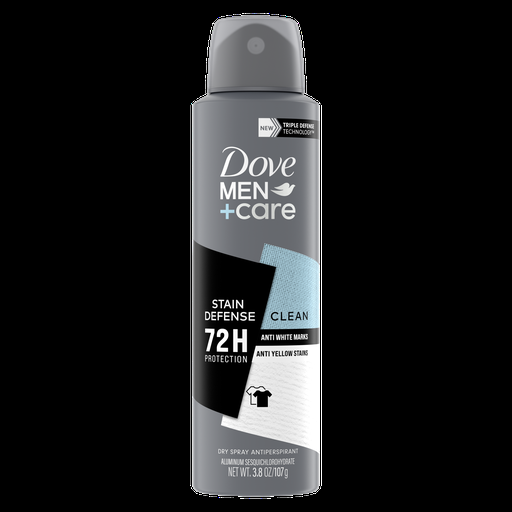 NEW
TRIPLE DEFENSE
TECHNOLOGY™
Dove
MEN
+care
STAIN
DEFENSE
72H
PROTECTION
CLEAN
ANTI WHITE MARKS
ANTI YELLOW STAINS
DRY SPRAY ANTIPERSPIRANT
ALUMINUM SESQUICHLOROHYDRATE
NET WT. 3.8 OZ/107g